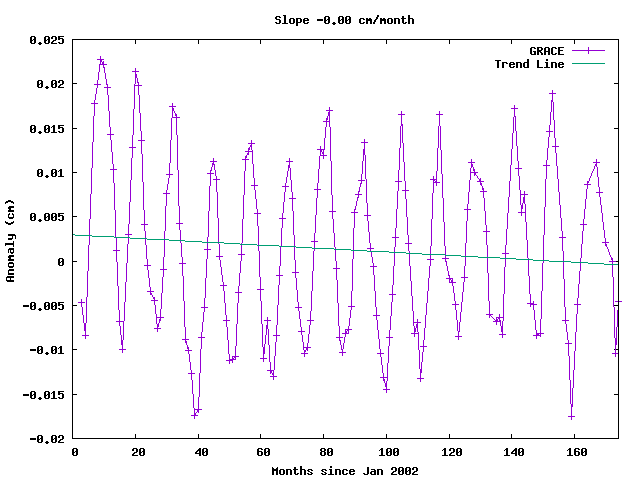 Slope -0.00 cm/month
0.025
GRACE
Trend Line
0.02
0.015
0.01
0.005
0
-0.005
-0.01
-0.015
-0.02
Anomaly (cm)
0 20 40 60 80 100 120 140 160
Months since Jan 2002